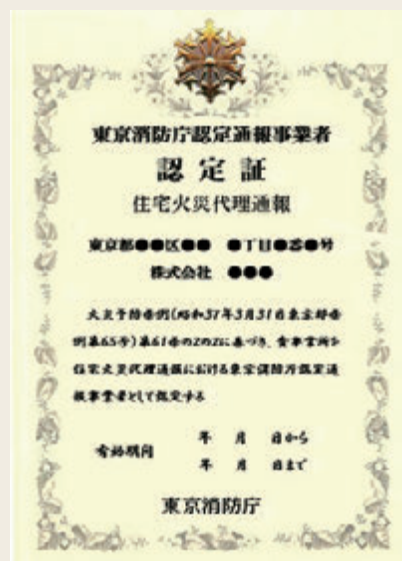 東京消防庁認定通報事業者
認定証
住宅火災代理通報
東京都●●区●● ●丁目●番●号
株式会社 ●●●
火災予防条例(昭和37年3月31日東京都条
例第65号)第61条の2の2に基づき、貴事業所を
住宅火災代理通報における東京消防庁認定通
報事業者として認定する
有効期間 年 月 日から
年 月 日まで
東京消防庁